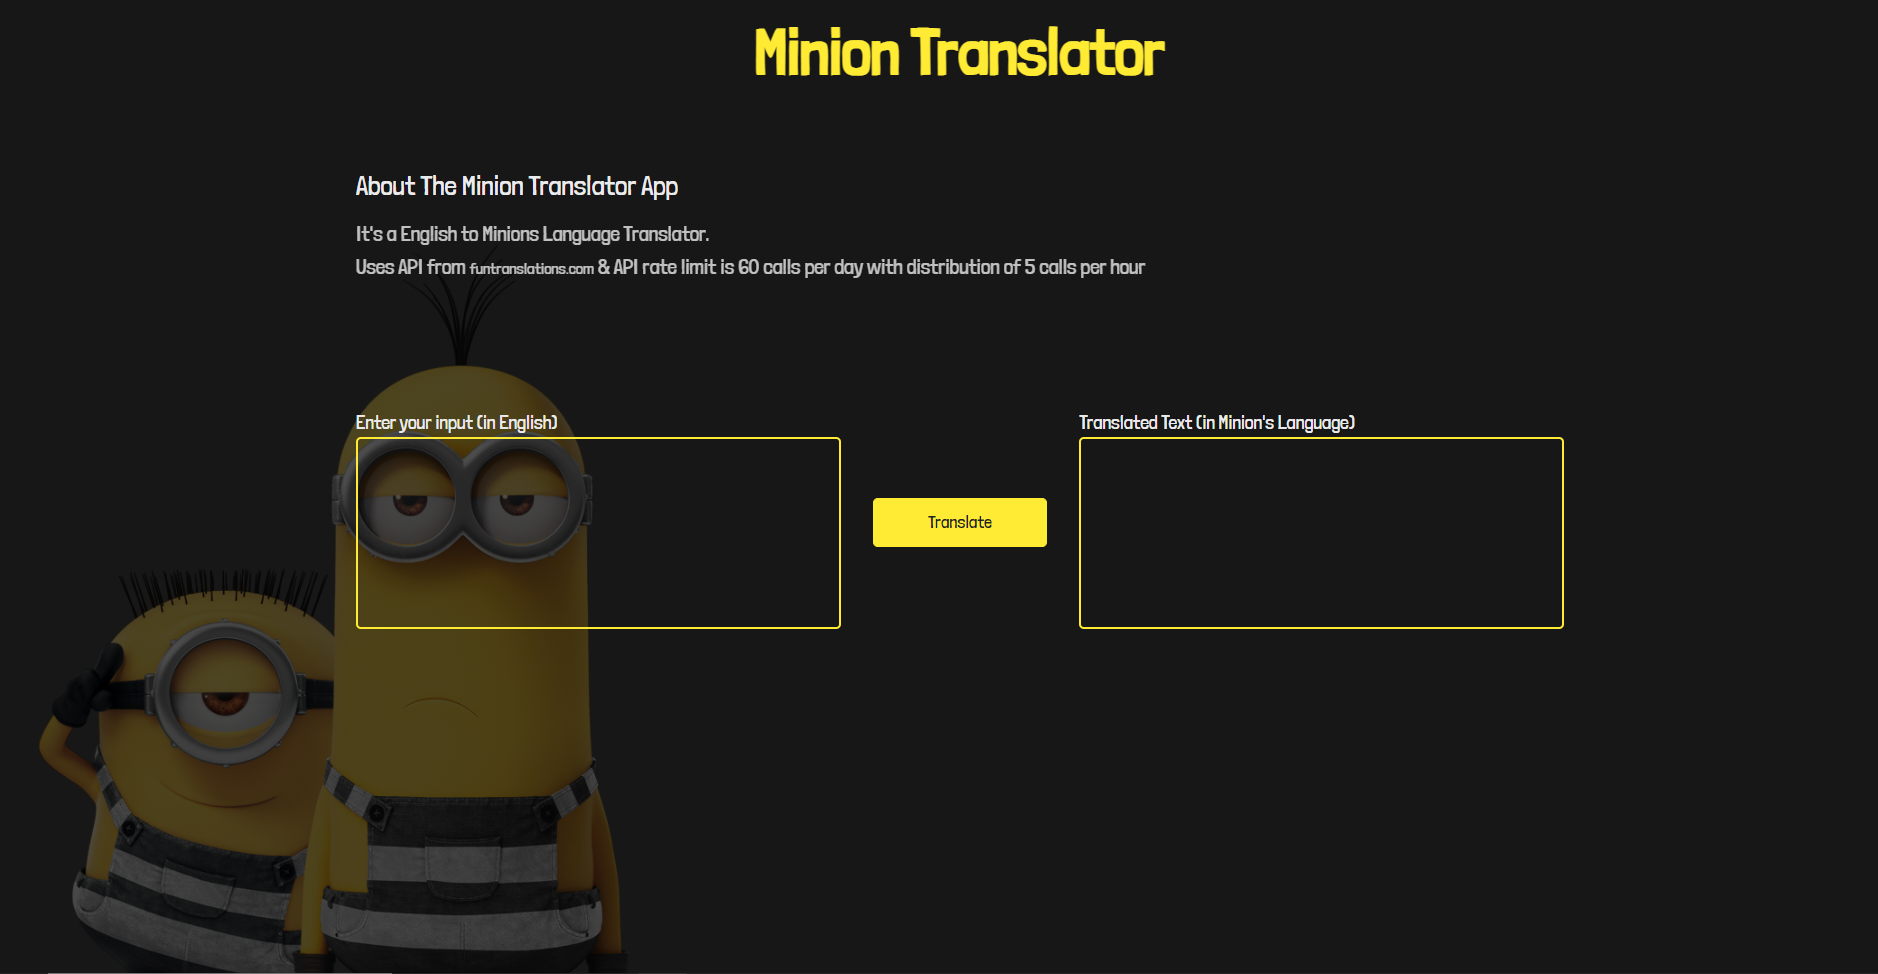 Minion Translator
About The Minion Translator App
It's a English to Minions Language Translator.
Uses API from funtranslations.com & API rate limit is 60 calls per day with distribution of 5 calls per hour
Enter your input (in English)
Translated Text (in Minion's Language)
Translate